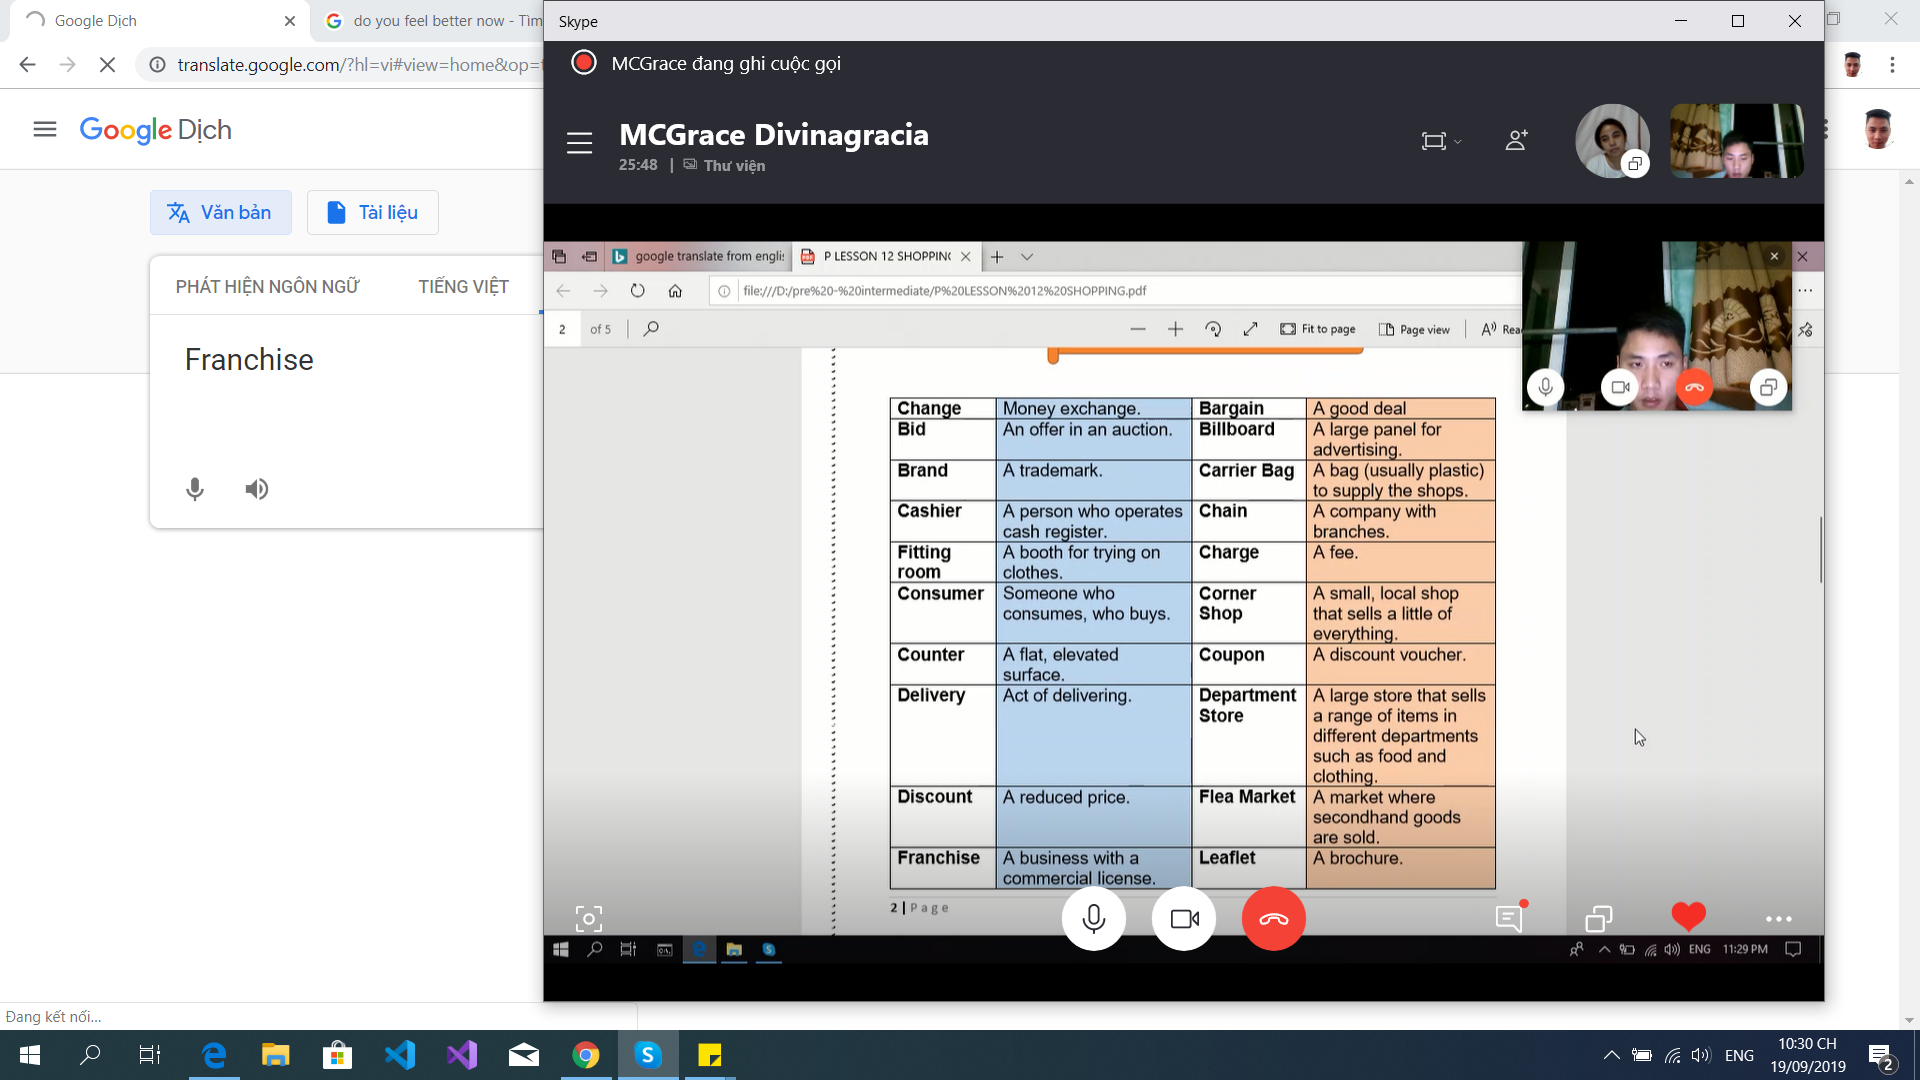 Google Dịch
do you feel better now - Tìm
translate.google.com/?hl=vi#view=home&op=
Google Dịch
Văn bản
Tài liệu
PHÁT HIỆN NGÔN NGỮ
TIẾNG VIỆT
Franchise
Đang kết nối...
Skype
MCGrace đang ghi cuộc gọi
MCGrace Divinagracia
25:48 | Thư viện
google translate from engli
P LESSON 12 SHOPPING
file:///D:/pre%20-%20intermediate/P%20LESSON%2012%20SHOPPING.pdf
2 of 5
Fit to page
Page view
Rea
Change Money exchange. Bargain A good deal
Bid An offer in an auction. Billboard A large panel for
advertising.
Brand A trademark. Carrier Bag A bag (usually plastic)
to supply the shops.
Cashier A person who operates Chain A company with
cash register. branches.
Fitting A booth for trying on Charge A fee.
room clothes.
Consumer Someone who Corner A small, local shop
consumes, who buys. Shop that sells a little of
everything.
Counter A flat, elevated Coupon A discount voucher.
surface.
Delivery Act of delivering. Department A large store that sells
Store a range of items in
different departments
such as food and
clothing.
Discount A reduced price. Flea Market A market where
secondhand goods
are sold.
Franchise A business with a Leaflet A brochure.
commercial license.
2 | Page
ENG 11:29 PM
ENG
10:30 CH
19/09/2019
2